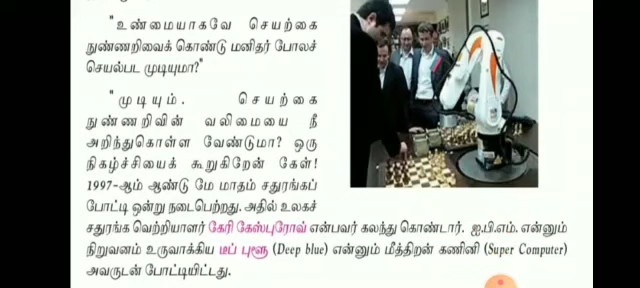 "உண்மையாகவே செயற்கை
நுண்ணறிவைக் கொண்டு மனிதர் போலச்
செயல்பட முடியுமா?"
"முடியும். செயற்கை
நுண்ணறிவின் வலிமையை நீ
அறிந்துகொள்ள வேண்டுமா? ஒரு
நிகழ்ச்சியைக் கூறுகிறேன் கேள்!
1997-ஆம் ஆண்டு மே மாதம் சதுரங்கப்
போட்டி ஒன்று நடைபெற்றது. அதில் உலகச்
சதுரங்க வெற்றியாளர் கேரி கேஸ்புரோவ் என்பவர் கலந்து கொண்டார். ஐ.பி.எம். என்னும்
நிறுவனம் உருவாக்கிய டீப் புளூ (Deep blue) என்னும் மீத்திறன் கணினி (Super Computer)
அவருடன் போட்டியிட்டது.